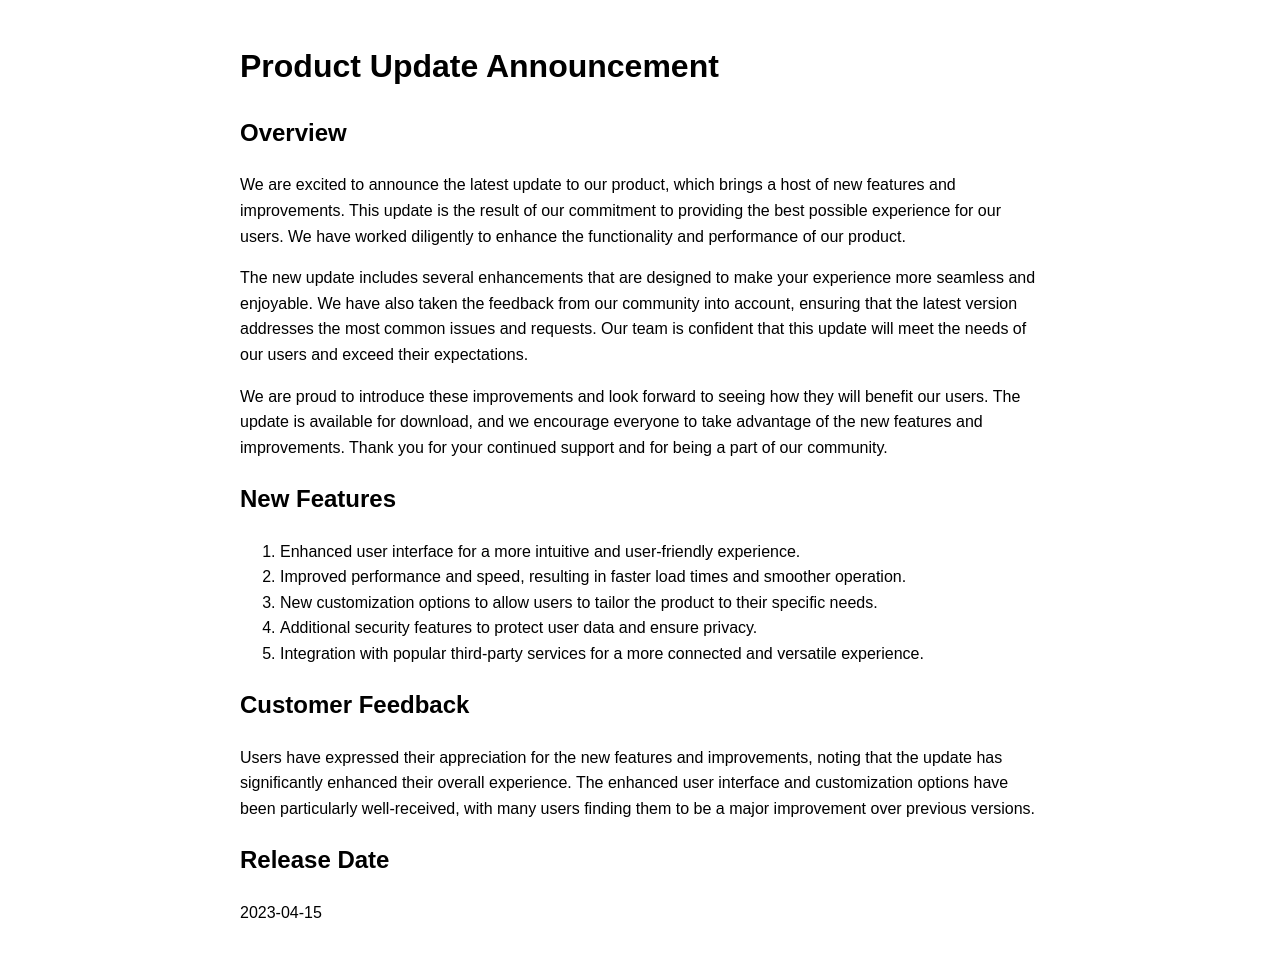 Product Update Announcement
Overview
We are excited to announce the latest update to our product, which brings a host of new features and
improvements. This update is the result of our commitment to providing the best possible experience for our
users. We have worked diligently to enhance the functionality and performance of our product.
The new update includes several enhancements that are designed to make your experience more seamless and
enjoyable. We have also taken the feedback from our community into account, ensuring that the latest version
addresses the most common issues and requests. Our team is confident that this update will meet the needs of
our users and exceed their expectations.
We are proud to introduce these improvements and look forward to seeing how they will benefit our users. The
update is available for download, and we encourage everyone to take advantage of the new features and
improvements. Thank you for your continued support and for being a part of our community.
New Features
1. Enhanced user interface for a more intuitive and user-friendly experience.
2. Improved performance and speed, resulting in faster load times and smoother operation.
3. New customization options to allow users to tailor the product to their specific needs.
4. Additional security features to protect user data and ensure privacy.
5. Integration with popular third-party services for a more connected and versatile experience.
Customer Feedback
Users have expressed their appreciation for the new features and improvements, noting that the update has
significantly enhanced their overall experience. The enhanced user interface and customization options have
been particularly well-received, with many users finding them to be a major improvement over previous versions.
Release Date
2023-04-15